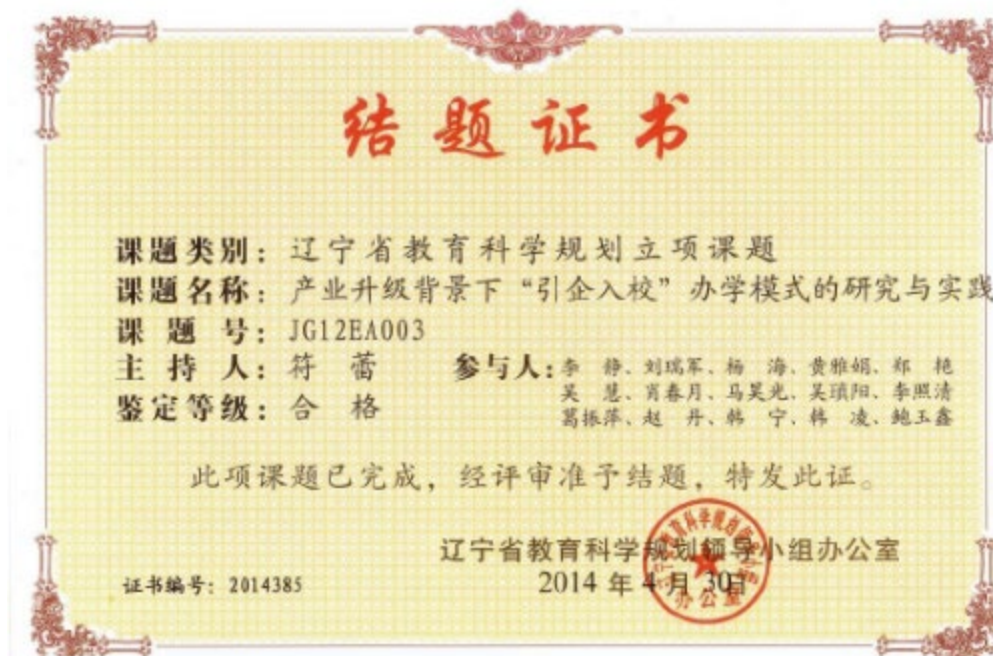 结题证书
课题类别：辽宁省教育科学规划立项课题
课题名称：产业升级背景下“引企入校”办学模式的研究与实践
课题号：JG12EA003
主持人：符蕾 参与人：李静、刘瑞军、杨海、黄雅娟、郑艳
吴慧、肖春月、马昊光、吴瑱阳、李照清
鉴定等级：合格
葛振萍、赵丹、韩宁、韩凌、鲍玉鑫
此项课题已完成，经评审准予结题，特发此证。
辽宁省教育科学规划领导小组办公室
证书编号：2014385 2014年4月30日
办公室